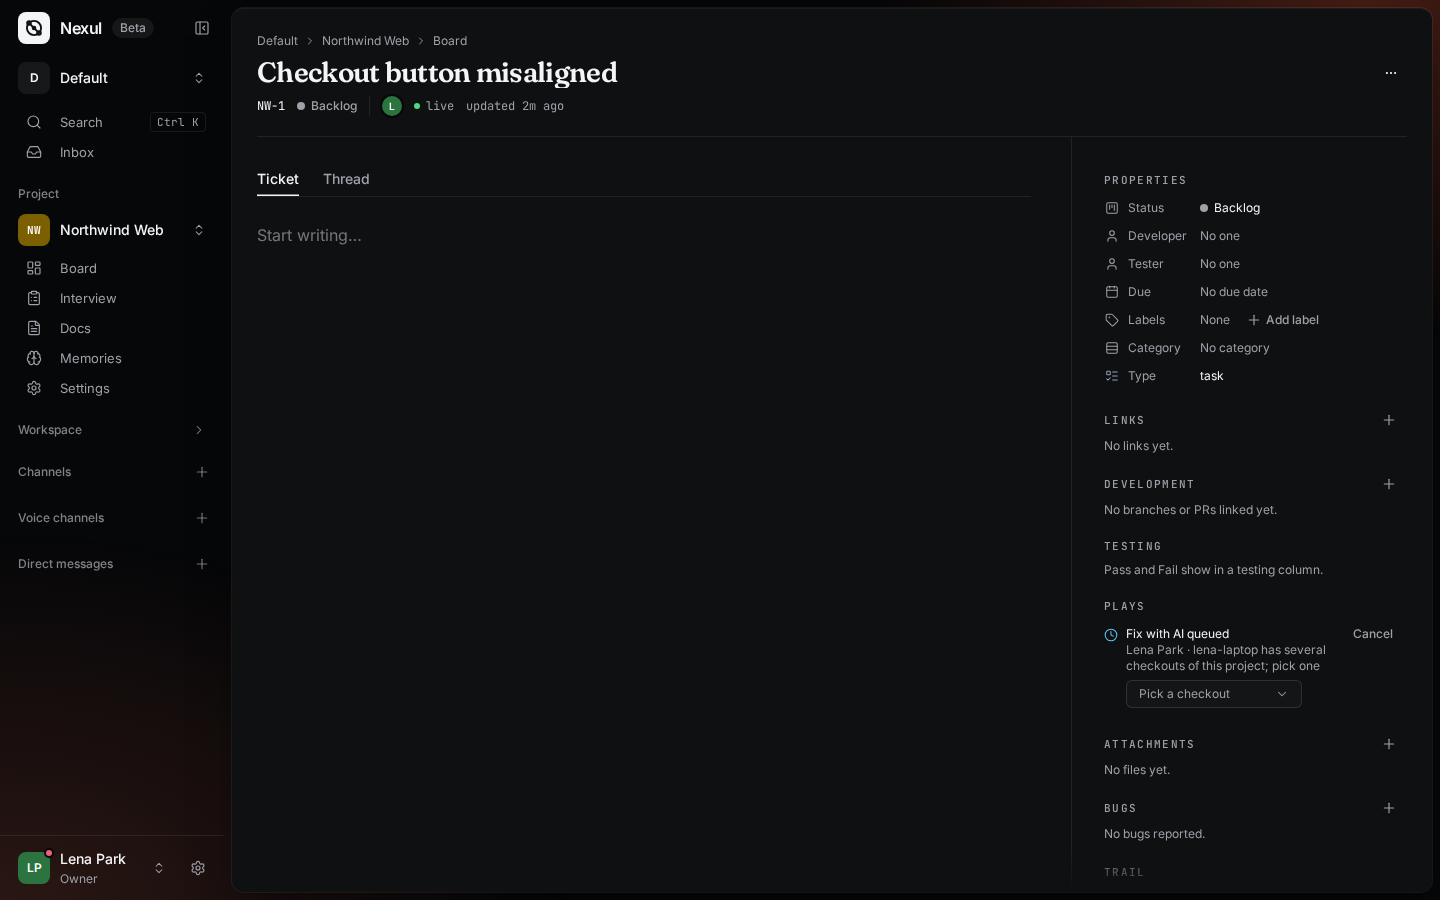 Nexul Beta
D Default
Search Ctrl K
Inbox
Project
NW Northwind Web
Board
Interview
Docs
Memories
Settings
Workspace
Channels
Voice channels
Direct messages
LP Lena Park
Owner
Default Northwind Web Board
Checkout button misaligned
NW-1 Backlog L live updated 2m ago
Ticket Thread
Start writing...
PROPERTIES
Status Backlog
Developer No one
Tester No one
Due No due date
Labels None Add label
Category No category
Type task
LINKS
No links yet.
DEVELOPMENT
No branches or PRs linked yet.
TESTING
Pass and Fail show in a testing column.
PLAYS
Fix with AI queued Cancel
Lena Park · lena-laptop has several
checkouts of this project; pick one
Pick a checkout
ATTACHMENTS
No files yet.
BUGS
No bugs reported.
TRAIL